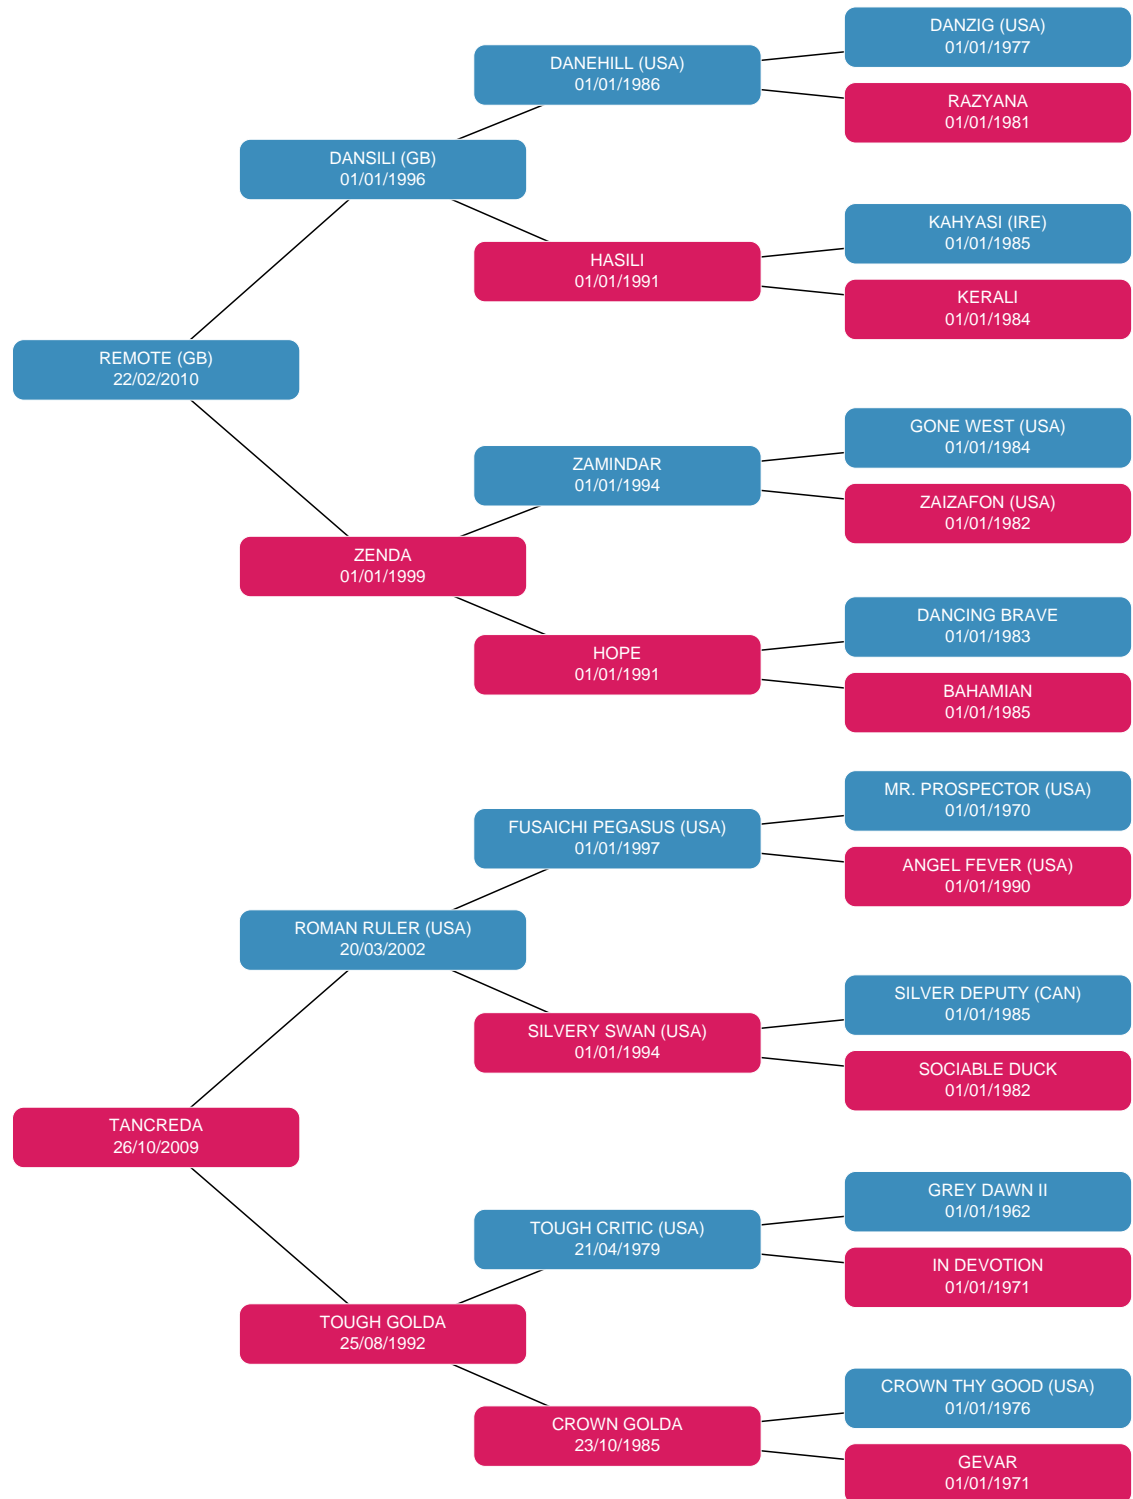 DANZIG (USA)
01/01/1977
DANEHILL (USA)
01/01/1986
RAZYANA
01/01/1981
DANSILI (GB)
01/01/1996
KAHYASI (IRE)
01/01/1985
HASILI
01/01/1991
KERALI
01/01/1984
REMOTE (GB)
22/02/2010
GONE WEST (USA)
01/01/1984
ZAMINDAR
01/01/1994
ZAIZAFON (USA)
01/01/1982
ZENDA
01/01/1999
DANCING BRAVE
01/01/1983
HOPE
01/01/1991
BAHAMIAN
01/01/1985
MR. PROSPECTOR (USA)
01/01/1970
FUSAICHI PEGASUS (USA)
01/01/1997
ANGEL FEVER (USA)
01/01/1990
ROMAN RULER (USA)
20/03/2002
SILVER DEPUTY (CAN)
01/01/1985
SILVERY SWAN (USA)
01/01/1994
SOCIABLE DUCK
01/01/1982
TANCREDA
26/10/2009
GREY DAWN II
01/01/1962
TOUGH CRITIC (USA)
21/04/1979
IN DEVOTION
01/01/1971
TOUGH GOLDA
25/08/1992
CROWN THY GOOD (USA)
01/01/1976
CROWN GOLDA
23/10/1985
GEVAR
01/01/1971